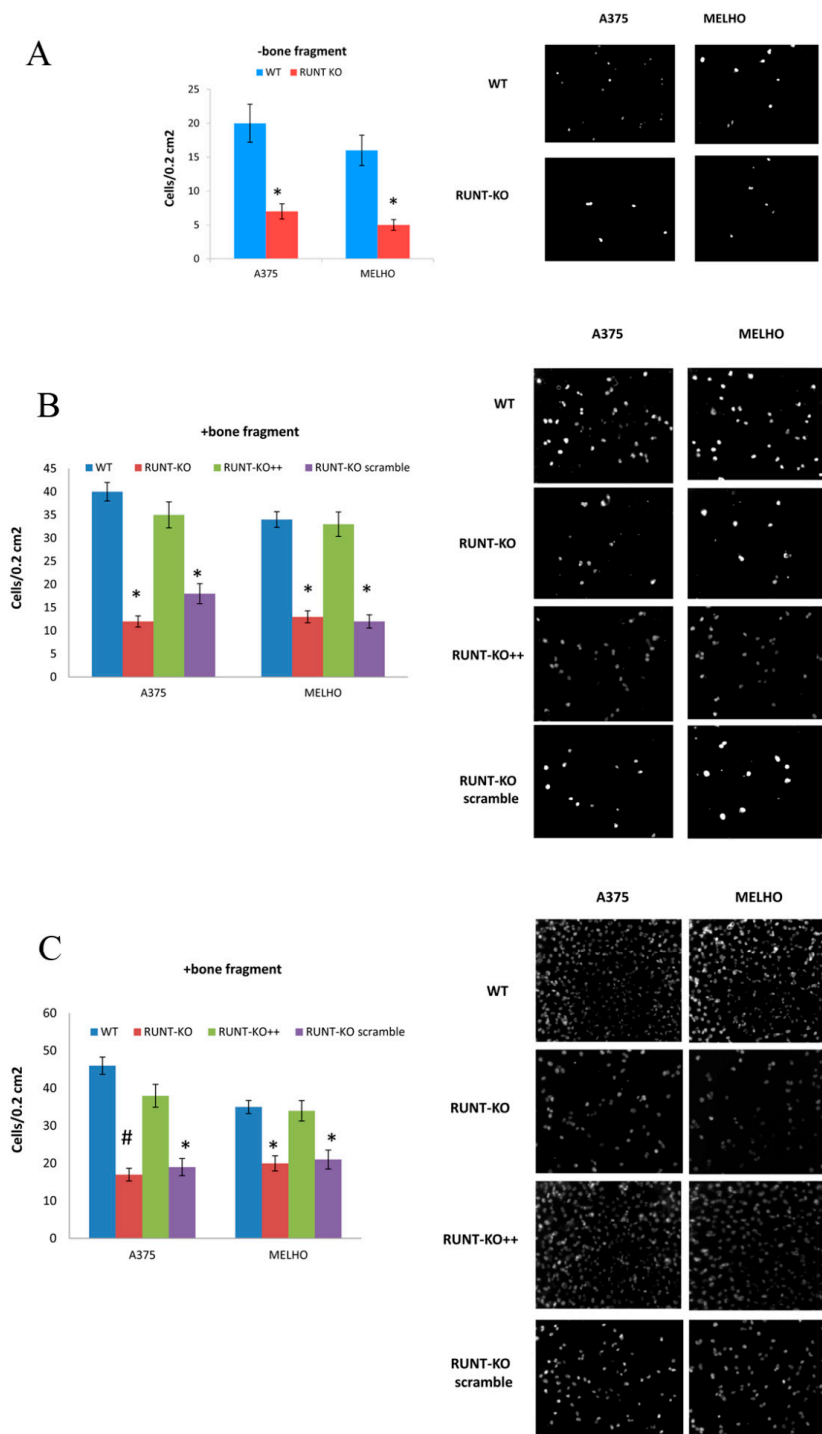 A
-bone fragment
WT RUNT KO
Cells/0.2 cm2
25
20
15
10
5
0
*
*
A375 MELHO
A375 MELHO
WT
RUNT-KO
B
+bone fragment
WT RUNT-KO RUNT-KO++ RUNT-KO scramble
Cells/0.2 cm2
45
40
35
30
25
20
15
10
5
0
*
*
*
*
A375 MELHO
A375 MELHO
WT
RUNT-KO
RUNT-KO++
RUNT-KO
scramble
C
+bone fragment
WT RUNT-KO RUNT-KO++ RUNT-KO scramble
Cells/0.2 cm2
60
50
40
30
20
10
0
#
*
*
*
A375 MELHO
A375 MELHO
WT
RUNT-KO
RUNT-KO++
RUNT-KO
scramble